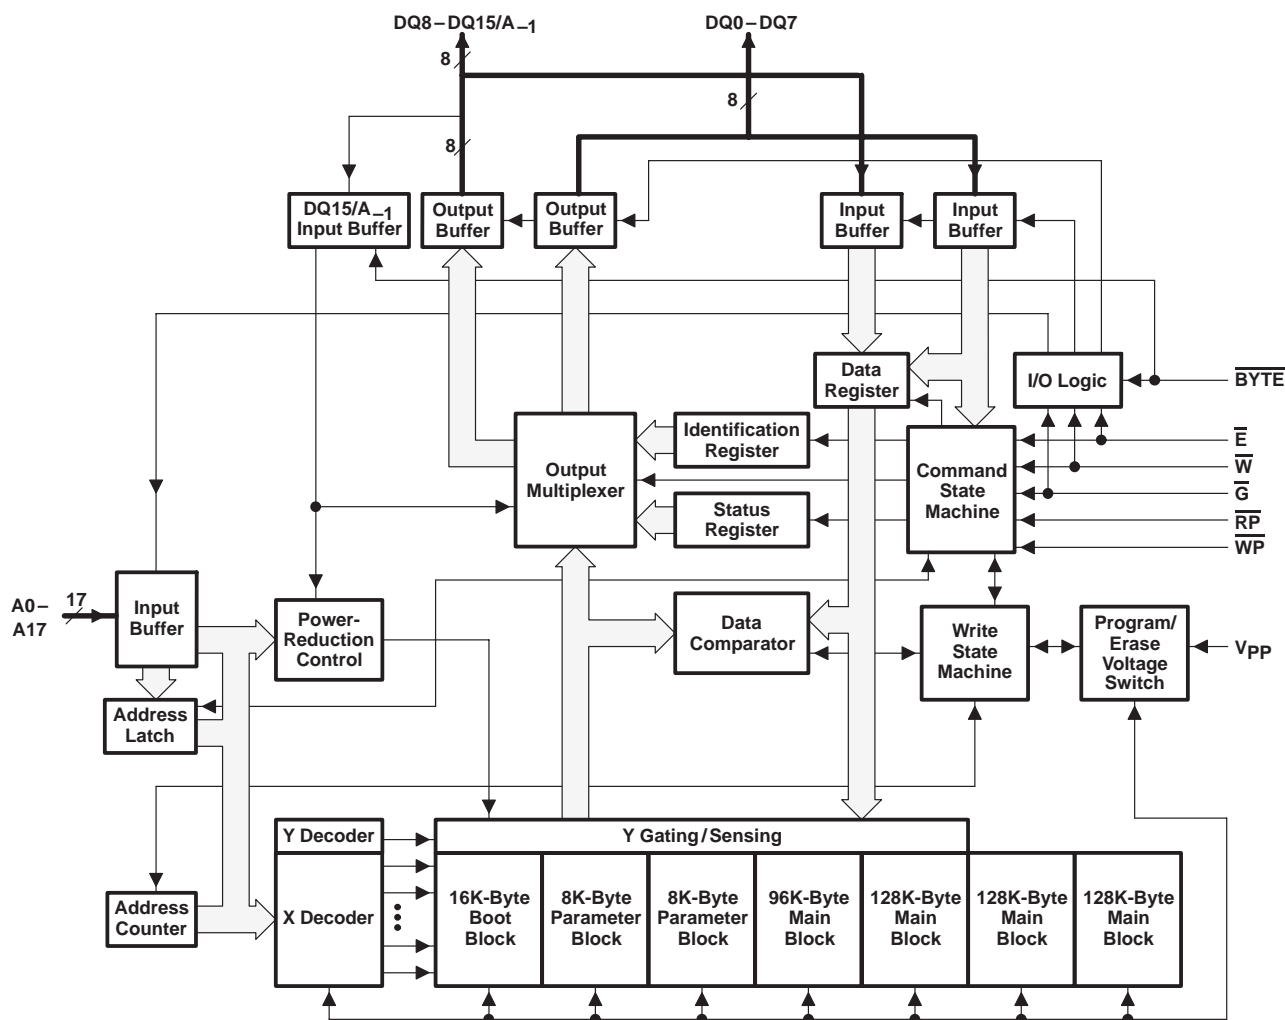 DQ8–DQ15/A–1
DQ0–DQ7
8
8
8
DQ15/A–1
Input Buffer
Output
Buffer
Output
Buffer
Input
Buffer
Input
Buffer
Data
Register
I/O Logic
BYTE
Identification
Register
Output
Multiplexer
Status
Register
Command
State
Machine
E
W
G
RP
WP
A0–
A17
17
Input
Buffer
Power-
Reduction
Control
Data
Comparator
Write
State
Machine
Program/
Erase
Voltage
Switch
VPP
Address
Latch
Y Decoder
Y Gating/Sensing
Address
Counter
X Decoder
16K-Byte
Boot
Block
8K-Byte
Parameter
Block
8K-Byte
Parameter
Block
96K-Byte
Main
Block
128K-Byte
Main
Block
128K-Byte
Main
Block
128K-Byte
Main
Block